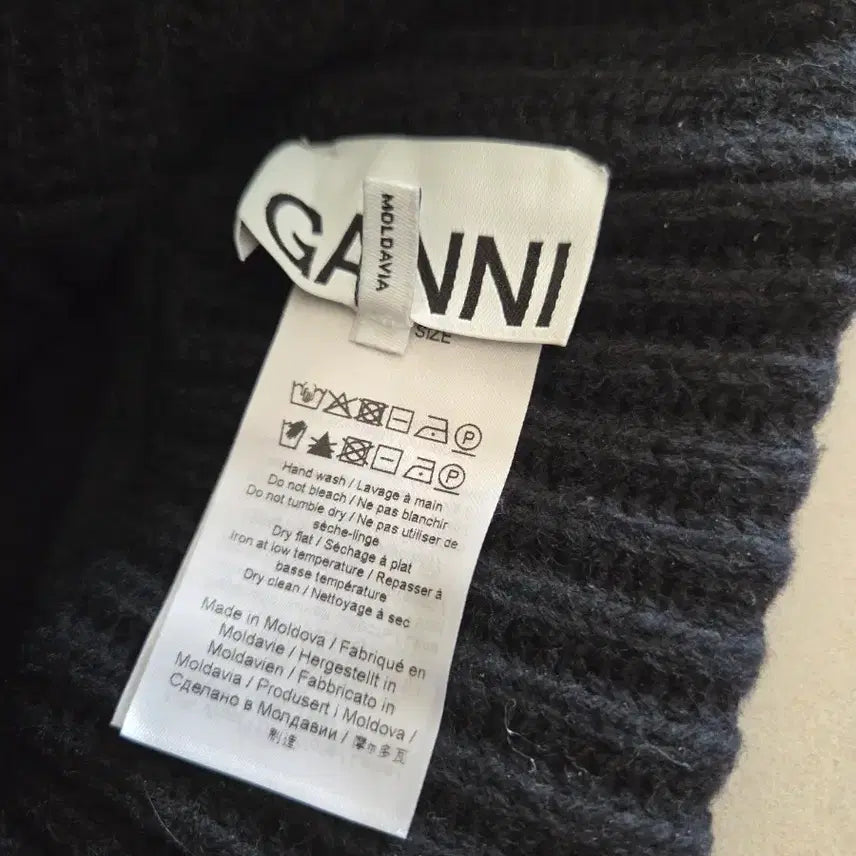 GANNI
MOLDAVIA
SIZE
P
P
Hand wash / Lavage à main
Do not bleach / Ne pas blanchir
Do not tumble dry / Ne pas utiliser de
sèche-linge
Dry flat / Séchage à plat
Iron at low temperature / Repasser à
basse température
Dry clean / Nettoyage à sec
Made in Moldova / Fabriqué en
Moldavie / Hergestellt in
Moldavien / Fabbricato in
Moldavia / Produsert i Moldova /
Сделано в Молдавии / 摩尔多瓦
制造